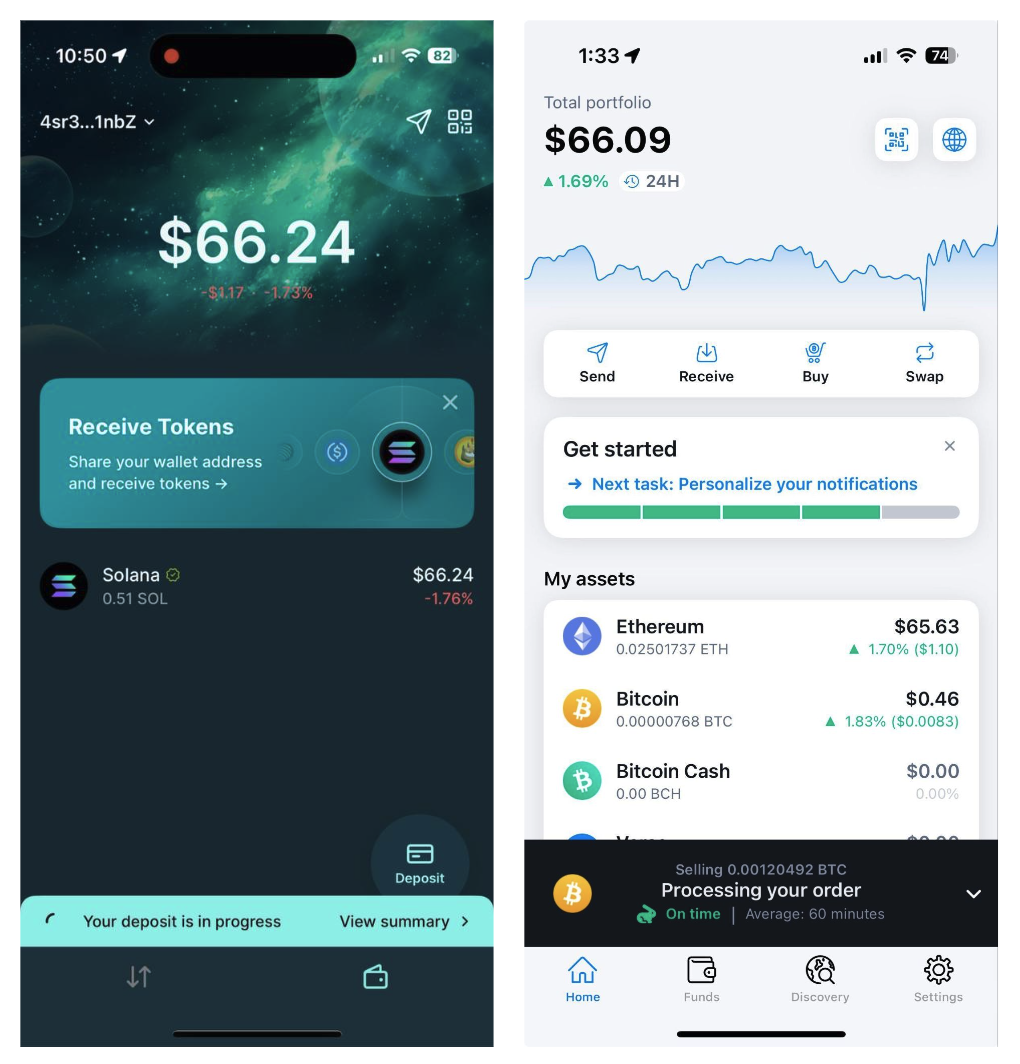 10:50
82
4sr3...1nbZ
$66.24
-$1.17 -1.73%
Receive Tokens
Share your wallet address
and receive tokens →
Solana
$66.24
0.51 SOL
-1.76%
Deposit
Your deposit is in progress
View summary >
1:33
74
Total portfolio
$66.09
▲ 1.69% 24H
Send
Receive
Buy
Swap
Get started
→ Next task: Personalize your notifications
My assets
Ethereum
$65.63
0.02501737 ETH
▲ 1.70% ($1.10)
Bitcoin
$0.46
0.00000768 BTC
▲ 1.83% ($0.0083)
Bitcoin Cash
$0.00
0.00 BCH
0.00%
Selling 0.00120492 BTC
Processing your order
On time | Average: 60 minutes
Home
Funds
Discovery
Settings